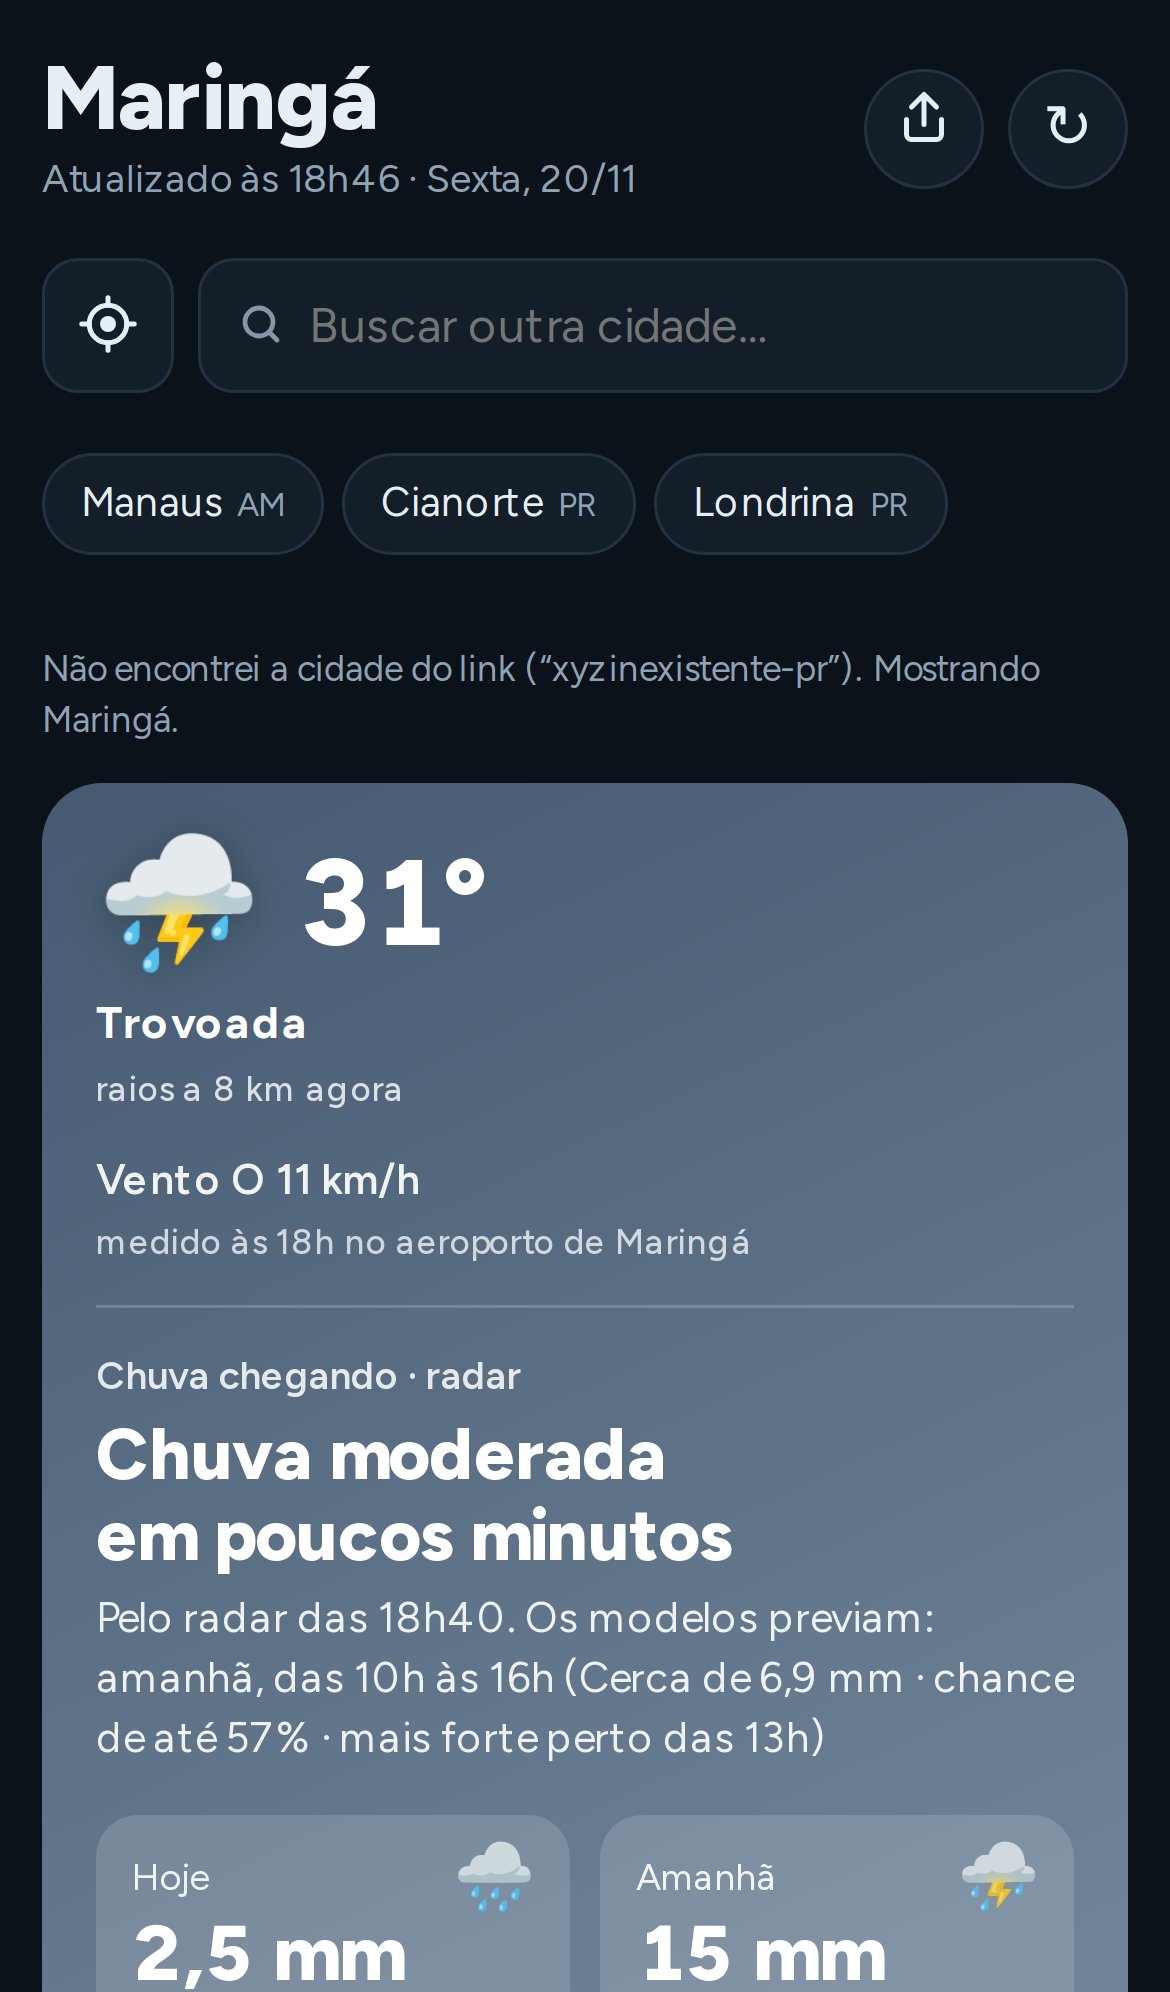 Maringá
Atualizado às 18h46 · Sexta, 20/11
Buscar outra cidade...
Manaus AM
Cianorte PR
Londrina PR
Não encontrei a cidade do link (“xyzinexistente-pr”). Mostrando
Maringá.
31°
Trovoada
raios a 8 km agora
Vento O 11 km/h
medido às 18h no aeroporto de Maringá
Chuva chegando · radar
Chuva moderada
em poucos minutos
Pelo radar das 18h40. Os modelos previam:
amanhã, das 10h às 16h (Cerca de 6,9 mm · chance
de até 57% · mais forte perto das 13h)
Hoje
2,5 mm
Amanhã
15 mm